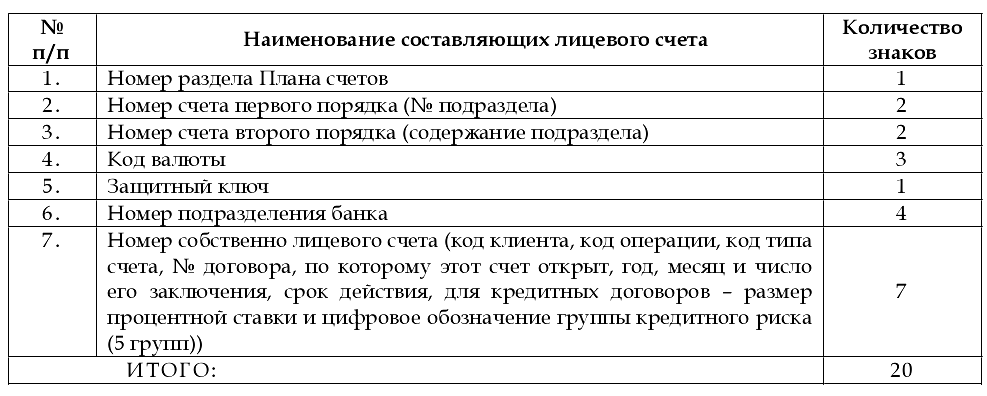 № п/п Наименование составляющих лицевого счета Количество знаков
1. Номер раздела Плана счетов 1
2. Номер счета первого порядка (№ подраздела) 2
3. Номер счета второго порядка (содержание подраздела) 2
4. Код валюты 3
5. Защитный ключ 1
6. Номер подразделения банка 4
7. Номер собственно лицевого счета (код клиента, код операции, код типа
счета, № договора, по которому этот счет открыт, год, месяц и число
его заключения, срок действия, для кредитных договоров – размер 7
процентной ставки и цифровое обозначение группы кредитного риска
(5 групп))
ИТОГО: 20